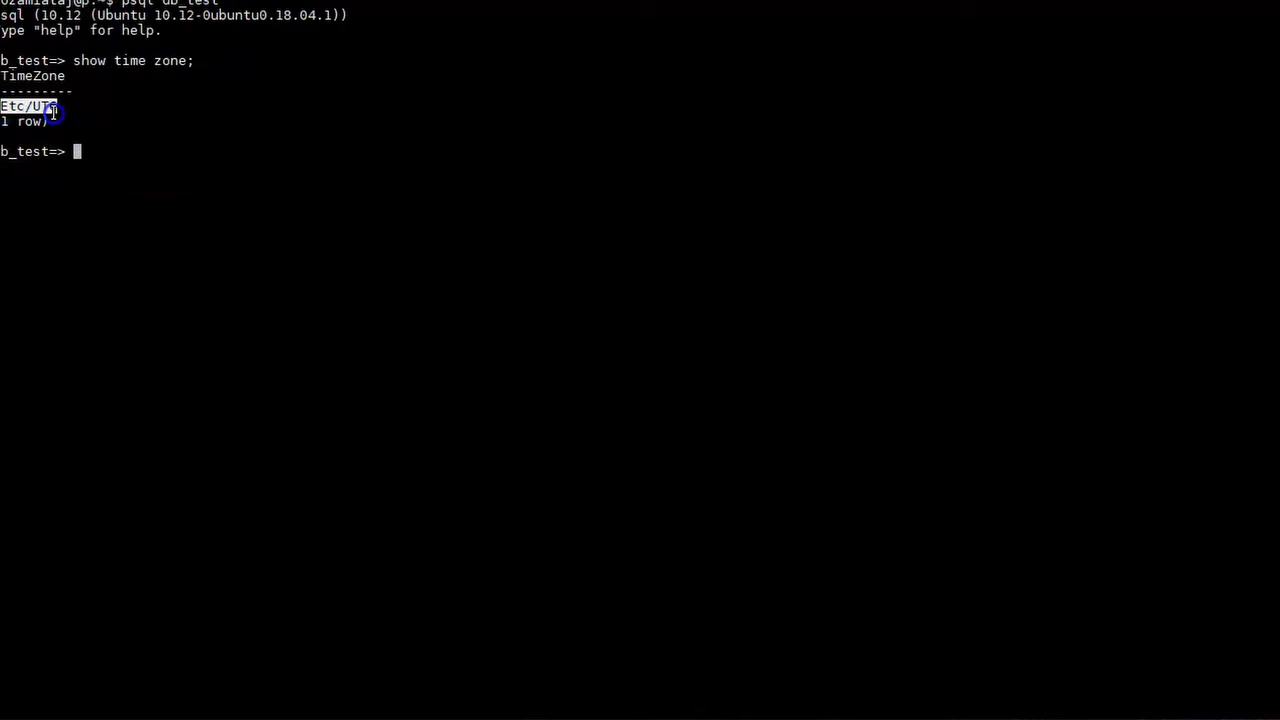 ozamiataj@p:~$ psql db_test
sql (10.12 (Ubuntu 10.12-0ubuntu0.18.04.1))
ype "help" for help.
b_test=> show time zone;
TimeZone
---------
Etc/UTC
1 row)
b_test=>